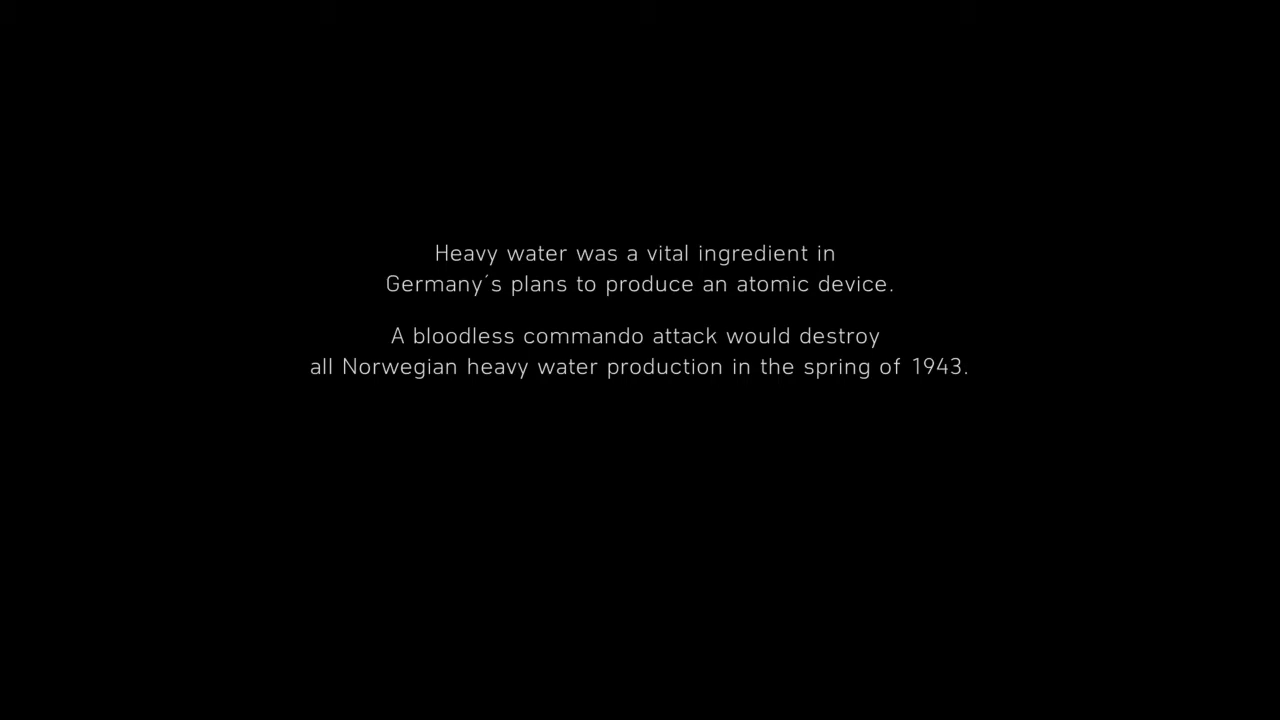 Heavy water was a vital ingredient in
Germany´s plans to produce an atomic device.
A bloodless commando attack would destroy
all Norwegian heavy water production in the spring of 1943.